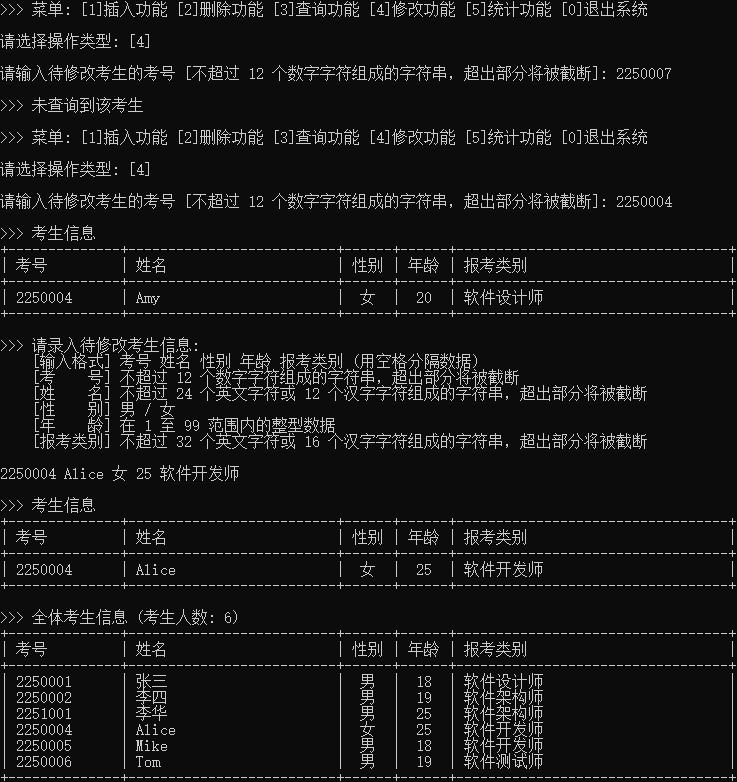 >>> 菜单: [1]插入功能 [2]删除功能 [3]查询功能 [4]修改功能 [5]统计功能 [0]退出系统
请选择操作类型: [4]
请输入待修改考生的考号 [不超过 12 个数字字符组成的字符串，超出部分将被截断]: 2250007
>>> 未查询到该考生
>>> 菜单: [1]插入功能 [2]删除功能 [3]查询功能 [4]修改功能 [5]统计功能 [0]退出系统
请选择操作类型: [4]
请输入待修改考生的考号 [不超过 12 个数字字符组成的字符串，超出部分将被截断]: 2250004
>>> 考生信息
| 考号 | 姓名 | 性别 | 年龄 | 报考类别 |
| 2250004 | Amy | 女 | 20 | 软件设计师 |
>>> 请录入待修改考生信息:
[输入格式] 考号 姓名 性别 年龄 报考类别 (用空格分隔数据)
[考    号] 不超过 12 个数字字符组成的字符串，超出部分将被截断
[姓    名] 不超过 24 个英文字符或 12 个汉字字符组成的字符串，超出部分将被截断
[性    别] 男 / 女
[年    龄] 在 1 至 99 范围内的整型数据
[报考类别] 不超过 32 个英文字符或 16 个汉字字符组成的字符串，超出部分将被截断
2250004 Alice 女 25 软件开发师
>>> 考生信息
| 考号 | 姓名 | 性别 | 年龄 | 报考类别 |
| 2250004 | Alice | 女 | 25 | 软件开发师 |
>>> 全体考生信息 (考生人数: 6)
| 考号 | 姓名 | 性别 | 年龄 | 报考类别 |
| 2250001 | 张三 | 男 | 18 | 软件设计师 |
| 2250002 | 李四 | 男 | 19 | 软件架构师 |
| 2251001 | 李华 | 男 | 25 | 软件架构师 |
| 2250004 | Alice | 女 | 25 | 软件开发师 |
| 2250005 | Mike | 男 | 18 | 软件开发师 |
| 2250006 | Tom | 男 | 19 | 软件测试师 |